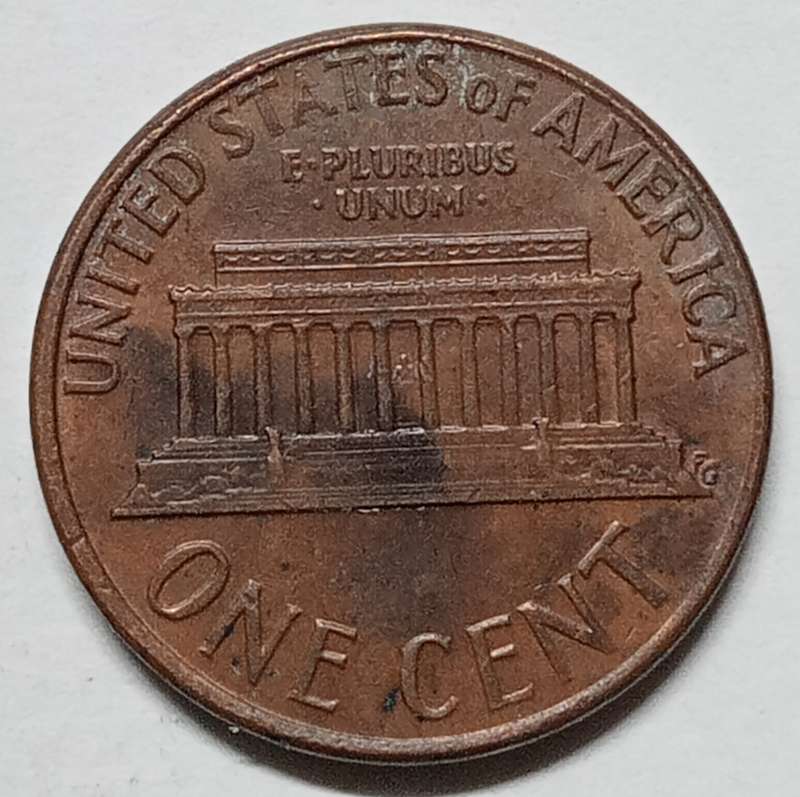 UNITED STATES OF AMERICA
E·PLURIBUS
·UNUM·
FG
ONE CENT